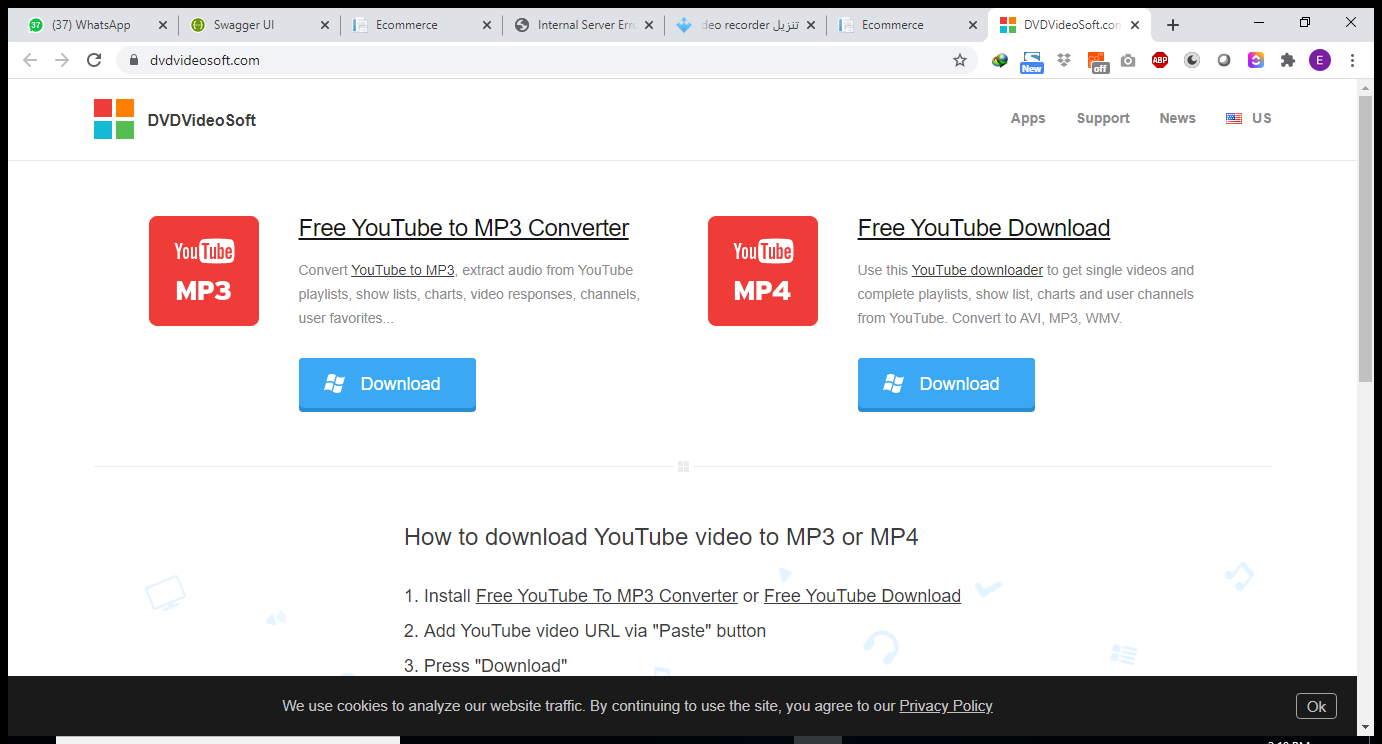 (37) WhatsApp
Swagger UI
Ecommerce
Internal Server Erro
تنزيل deo recorder
Ecommerce
DVDVideoSoft.com
dvdvideosoft.com
New
off
ABP
E
DVDVideoSoft
Apps
Support
News
US
YouTube
MP3
Free YouTube to MP3 Converter
Convert YouTube to MP3, extract audio from YouTube
playlists, show lists, charts, video responses, channels,
user favorites...
Download
YouTube
MP4
Free YouTube Download
Use this YouTube downloader to get single videos and
complete playlists, show list, charts and user channels
from YouTube. Convert to AVI, MP3, WMV.
Download
How to download YouTube video to MP3 or MP4
1. Install Free YouTube To MP3 Converter or Free YouTube Download
2. Add YouTube video URL via "Paste" button
3. Press "Download"
We use cookies to analyze our website traffic. By continuing to use the site, you agree to our Privacy Policy
Ok